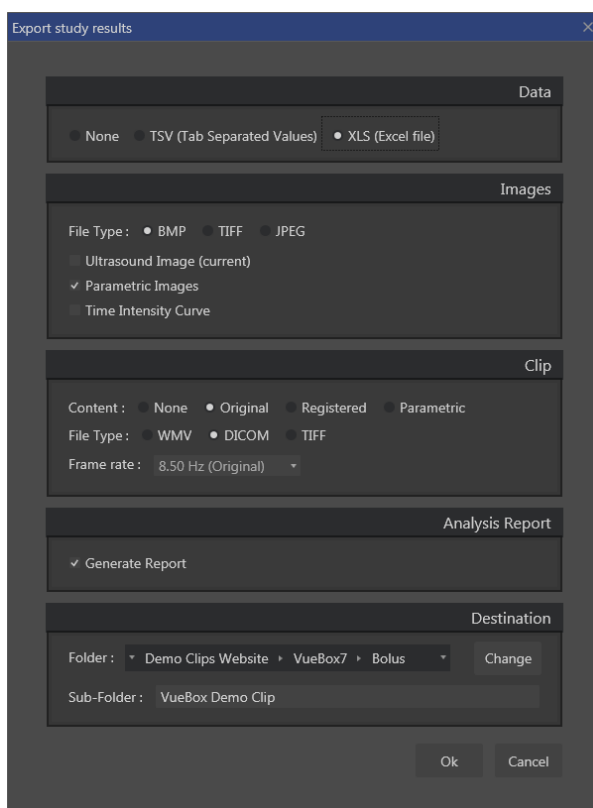 Export study results
Data
None TSV (Tab Separated Values) XLS (Excel file)
Images
File Type : BMP TIFF JPEG
Ultrasound Image (current)
Parametric Images
Time Intensity Curve
Clip
Content : None Original Registered Parametric
File Type : WMV DICOM TIFF
Frame rate : 8.50 Hz (Original)
Analysis Report
Generate Report
Destination
Folder : Demo Clips Website VueBox7 Bolus Change
Sub-Folder : VueBox Demo Clip
Ok Cancel